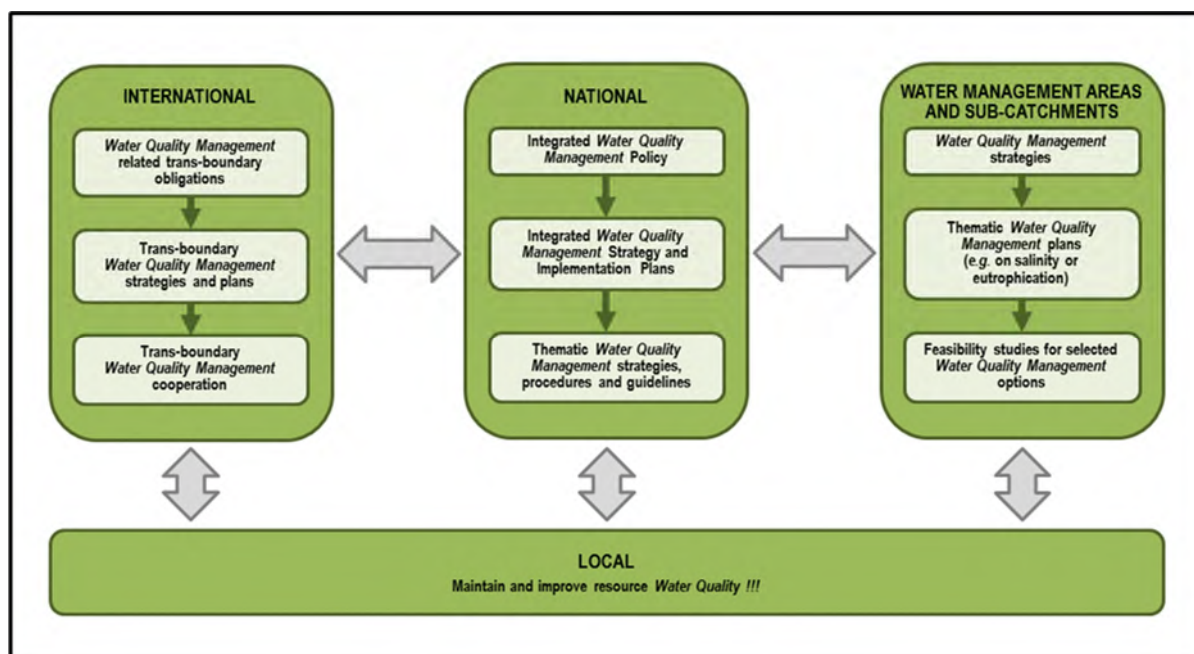 INTERNATIONAL
Water Quality Management
related trans-boundary
obligations
Trans-boundary
Water Quality Management
strategies and plans
Trans-boundary
Water Quality Management
cooperation
NATIONAL
Integrated Water Quality
Management Policy
Integrated Water Quality
Management Strategy and
Implementation Plans
Thematic Water Quality
Management strategies,
procedures and guidelines
WATER MANAGEMENT AREAS
AND SUB-CATCHMENTS
Water Quality Management
strategies
Thematic Water Quality
Management plans
(e.g. on salinity or
eutrophication)
Feasibility studies for selected
Water Quality Management
options
LOCAL
Maintain and improve resource Water Quality !!!